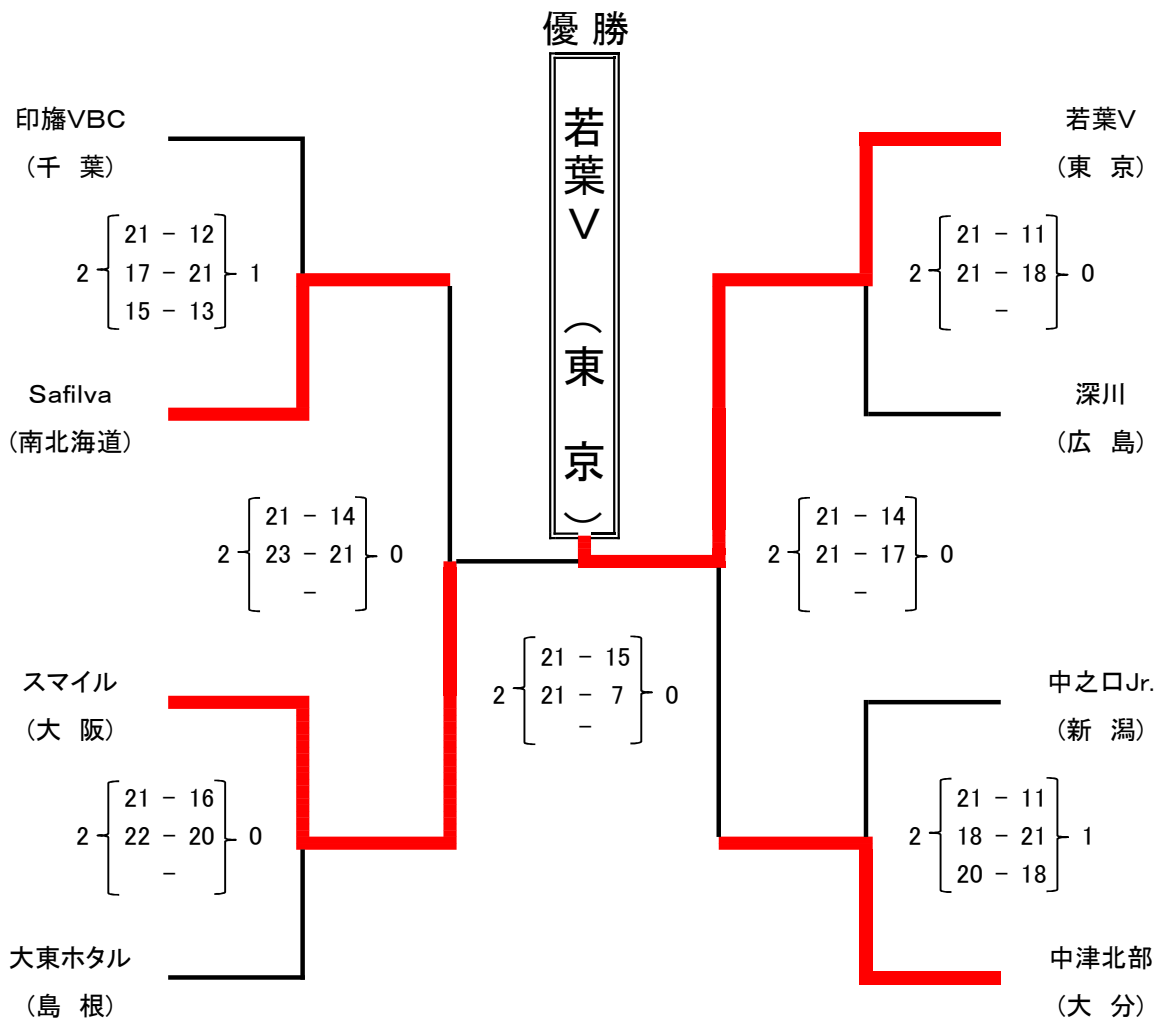 優勝
若葉V（東京）
印旛VBC
（千　葉）
2 21 － 12 1
17 － 21
15 － 13
Safilva
（南北海道）
2 21 － 14 0
23 － 21
－
スマイル
（大　阪）
2 21 － 16 0
22 － 20
－
大東ホタル
（島　根）
2 21 － 15 0
21 － 7
－
若葉V
（東　京）
2 21 － 11 0
21 － 18
－
深川
（広　島）
2 21 － 14 0
21 － 17
－
中之口Jr.
（新　潟）
2 21 － 11 1
18 － 21
20 － 18
中津北部
（大　分）